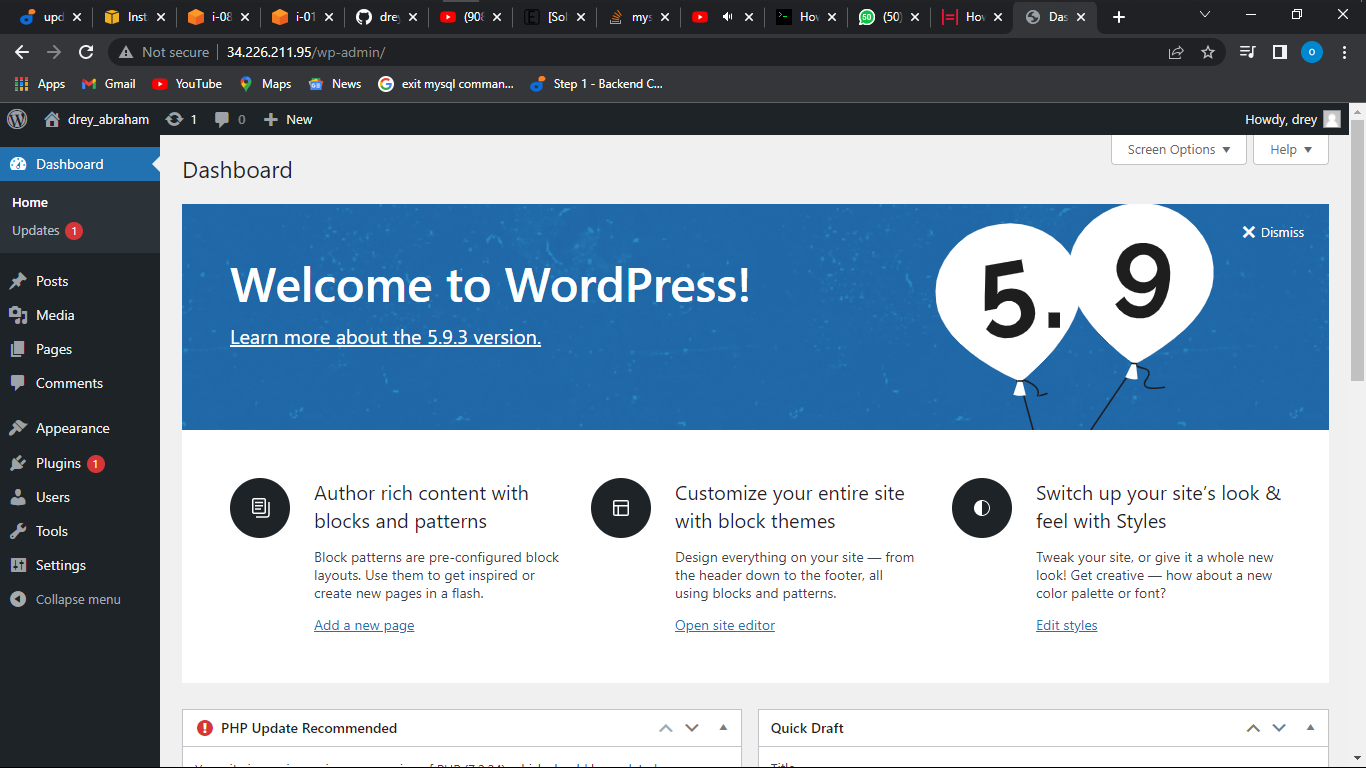 upd
Inst
i-08
i-01
drey
(908
[Sol
mys
How
(50)
How
Das
Not secure
34.226.211.95/wp-admin/
o
Apps
Gmail
YouTube
Maps
News
exit mysql comman...
Step 1 - Backend C...
drey_abraham
1
0
New
Howdy, drey
Dashboard
Home
Updates 1
Posts
Media
Pages
Comments
Appearance
Plugins 1
Users
Tools
Settings
Collapse menu
Dashboard
Screen Options
Help
Dismiss
Welcome to WordPress!
Learn more about the 5.9.3 version.
5.9
Author rich content with
blocks and patterns
Block patterns are pre-configured block
layouts. Use them to get inspired or
create new pages in a flash.
Add a new page
Customize your entire site
with block themes
Design everything on your site — from
the header down to the footer, all
using blocks and patterns.
Open site editor
Switch up your site’s look &
feel with Styles
Tweak your site, or give it a whole new
look! Get creative — how about a new
color palette or font?
Edit styles
PHP Update Recommended
Quick Draft
Title